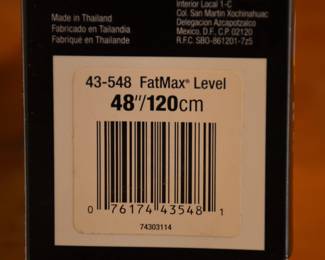 Made in Thailand
Fabricado en Tailandia
Fabriqué en Thaïlande
Interior Local 1-C
Col. San Martin Xochinahuac
Delegacion Azcapotzalco
Mexico, D.F., C.P. 02120
R.F.C. SBO-861201-7z5
43-548 FatMax® Level
48"/120cm
0 76174 43548 1
74303114